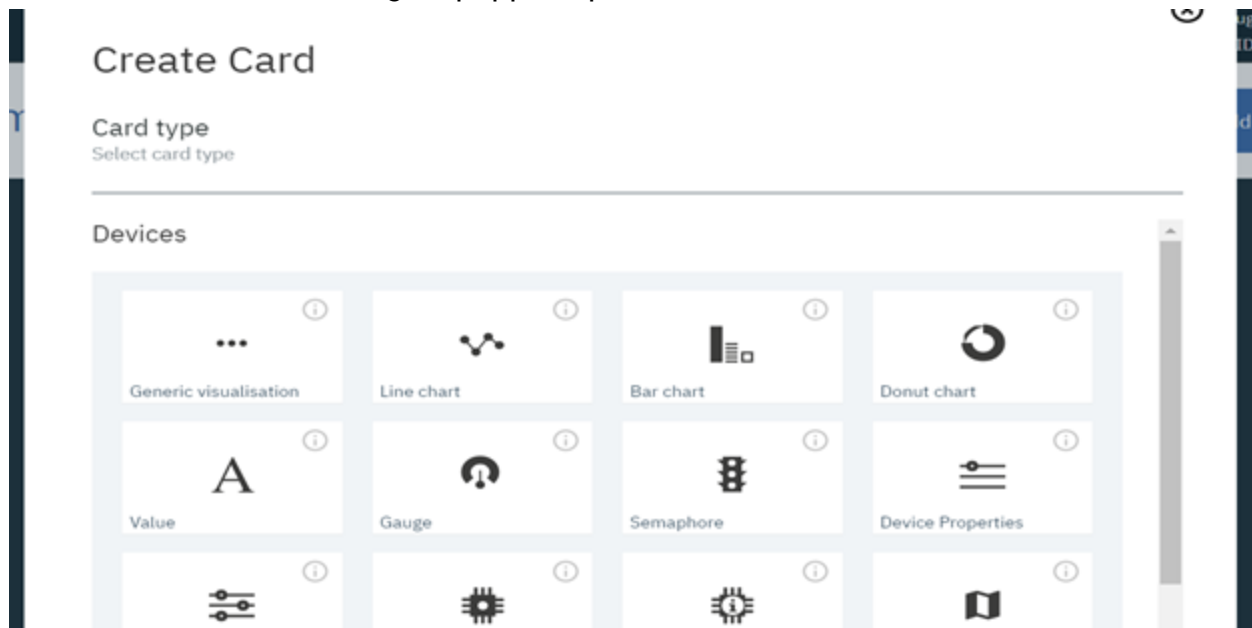 Create Card
Card type
Select card type
Devices
Generic visualisation
Line chart
Bar chart
Donut chart
A
Value
Gauge
Semaphore
Device Properties